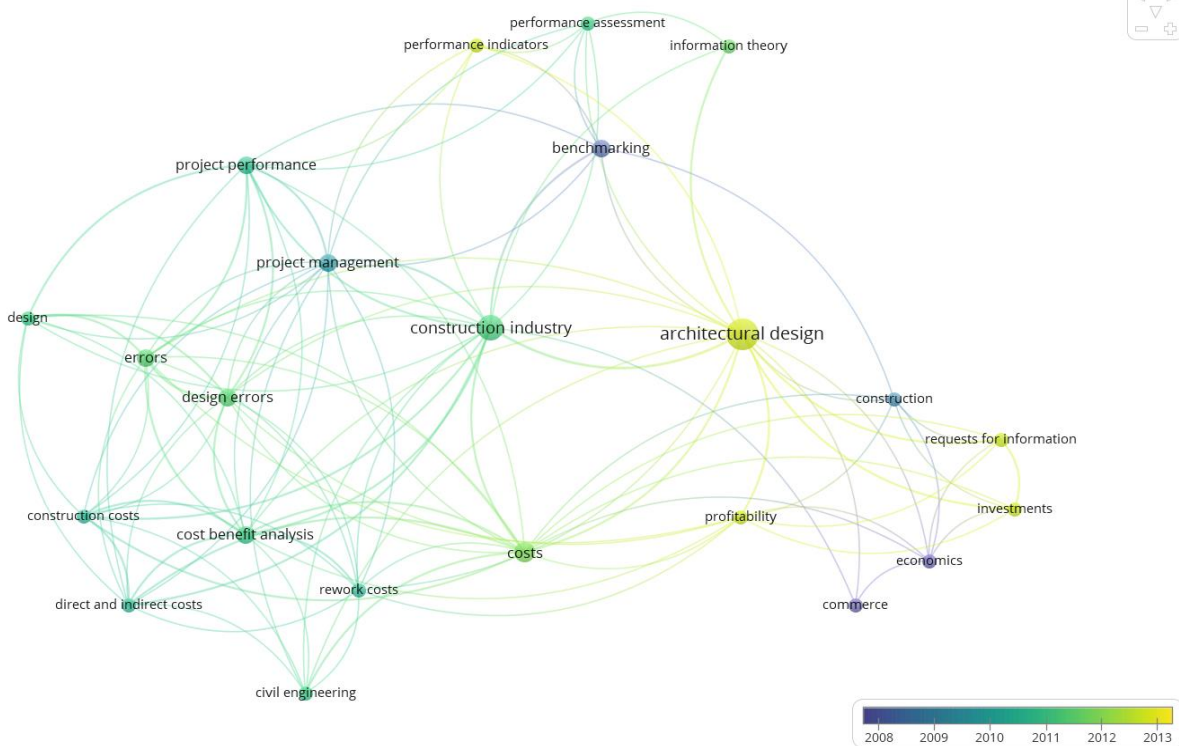 performance assessment
performance indicators
information theory
benchmarking
project performance
project management
design
construction industry
architectural design
errors
design errors
construction
requests for information
construction costs
cost benefit analysis
costs
profitability
investments
economics
rework costs
direct and indirect costs
commerce
civil engineering
2008 2009 2010 2011 2012 2013